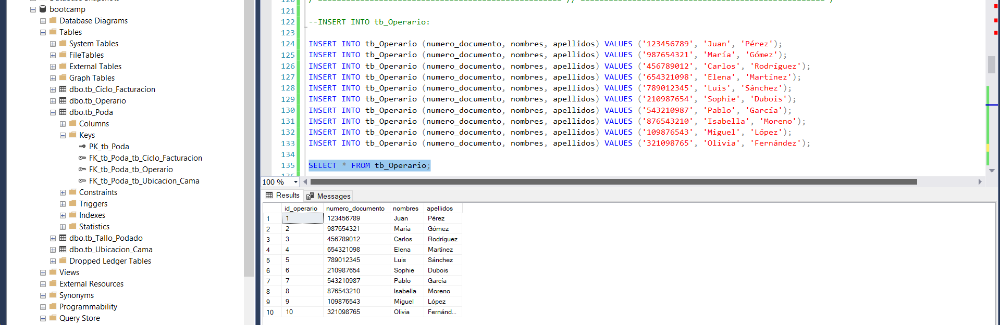 bootcamp
Database Diagrams
Tables
System Tables
FileTables
External Tables
Graph Tables
dbo.tb_Ciclo_Facturacion
dbo.tb_Operario
dbo.tb_Poda
Columns
Keys
PK_tb_Poda
FK_tb_Poda_tb_Ciclo_Facturacion
FK_tb_Poda_tb_Operario
FK_tb_Poda_tb_Ubicacion_Cama
Constraints
Triggers
Indexes
Statistics
dbo.tb_Tallo_Podado
dbo.tb_Ubicacion_Cama
Dropped Ledger Tables
Views
External Resources
Synonyms
Programmability
Query Store
121
122 --INSERT INTO tb_Operario:
123
124 INSERT INTO tb_Operario (numero_documento, nombres, apellidos) VALUES ('123456789', 'Juan', 'Pérez');
125 INSERT INTO tb_Operario (numero_documento, nombres, apellidos) VALUES ('987654321', 'María', 'Gómez');
126 INSERT INTO tb_Operario (numero_documento, nombres, apellidos) VALUES ('456789012', 'Carlos', 'Rodríguez');
127 INSERT INTO tb_Operario (numero_documento, nombres, apellidos) VALUES ('654321098', 'Elena', 'Martínez');
128 INSERT INTO tb_Operario (numero_documento, nombres, apellidos) VALUES ('789012345', 'Luis', 'Sánchez');
129 INSERT INTO tb_Operario (numero_documento, nombres, apellidos) VALUES ('210987654', 'Sophie', 'Dubois');
130 INSERT INTO tb_Operario (numero_documento, nombres, apellidos) VALUES ('543210987', 'Pablo', 'García');
131 INSERT INTO tb_Operario (numero_documento, nombres, apellidos) VALUES ('876543210', 'Isabella', 'Moreno');
132 INSERT INTO tb_Operario (numero_documento, nombres, apellidos) VALUES ('109876543', 'Miguel', 'López');
133 INSERT INTO tb_Operario (numero_documento, nombres, apellidos) VALUES ('321098765', 'Olivia', 'Fernández');
134
135 SELECT * FROM tb_Operario;
100 %
Results Messages
id_operario numero_documento nombres apellidos
1 1 123456789 Juan Pérez
2 2 987654321 María Gómez
3 3 456789012 Carlos Rodríguez
4 4 654321098 Elena Martínez
5 5 789012345 Luis Sánchez
6 6 210987654 Sophie Dubois
7 7 543210987 Pablo García
8 8 876543210 Isabella Moreno
9 9 109876543 Miguel López
10 10 321098765 Olivia Fernánd...